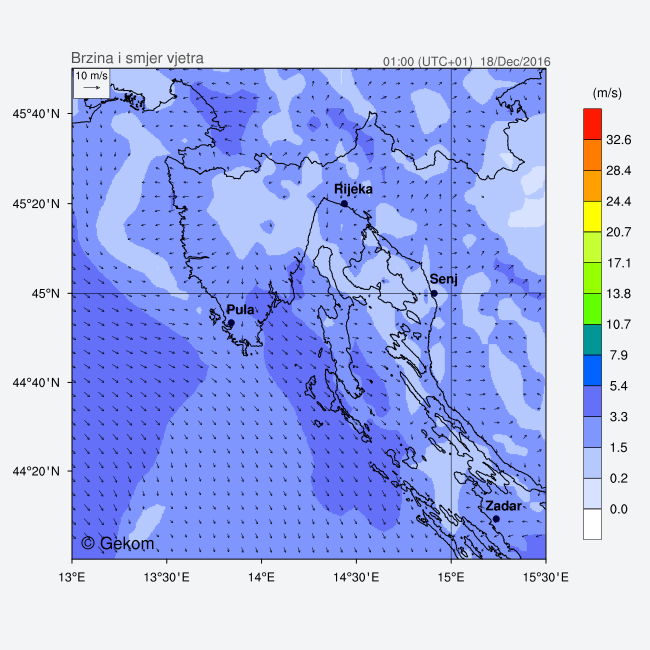 Brzina i smjer vjetra
01:00 (UTC+01) 18/Dec/2016
10 m/s
(m/s)
45°40'N
45°20'N
45°N
44°40'N
44°20'N
Rijeka
Senj
Pula
Zadar
© Gekom
13°E
13°30'E
14°E
14°30'E
15°E
15°30'E
32.6
28.4
24.4
20.7
17.1
13.8
10.7
7.9
5.4
3.3
1.5
0.2
0.0